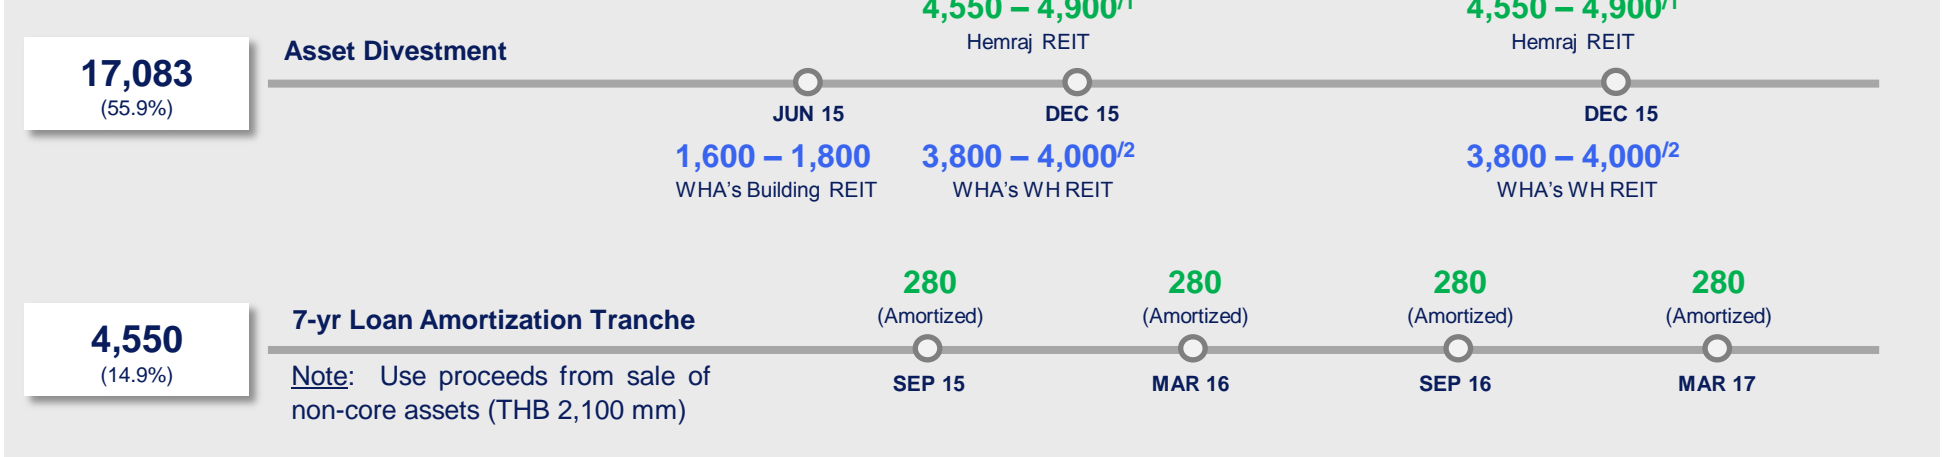 4,550 – 4,900/1
4,550 – 4,900/1
Hemraj REIT
Hemraj REIT
Asset Divestment
17,083
(55.9%)
JUN 15
DEC 15
DEC 15
1,600 – 1,800
3,800 – 4,000/2
3,800 – 4,000/2
WHA's Building REIT
WHA's WH REIT
WHA's WH REIT
280
280
280
280
(Amortized)
(Amortized)
(Amortized)
(Amortized)
7-yr Loan Amortization Tranche
4,550
(14.9%)
SEP 15
MAR 16
SEP 16
MAR 17
Note: Use proceeds from sale of
non-core assets (THB 2,100 mm)